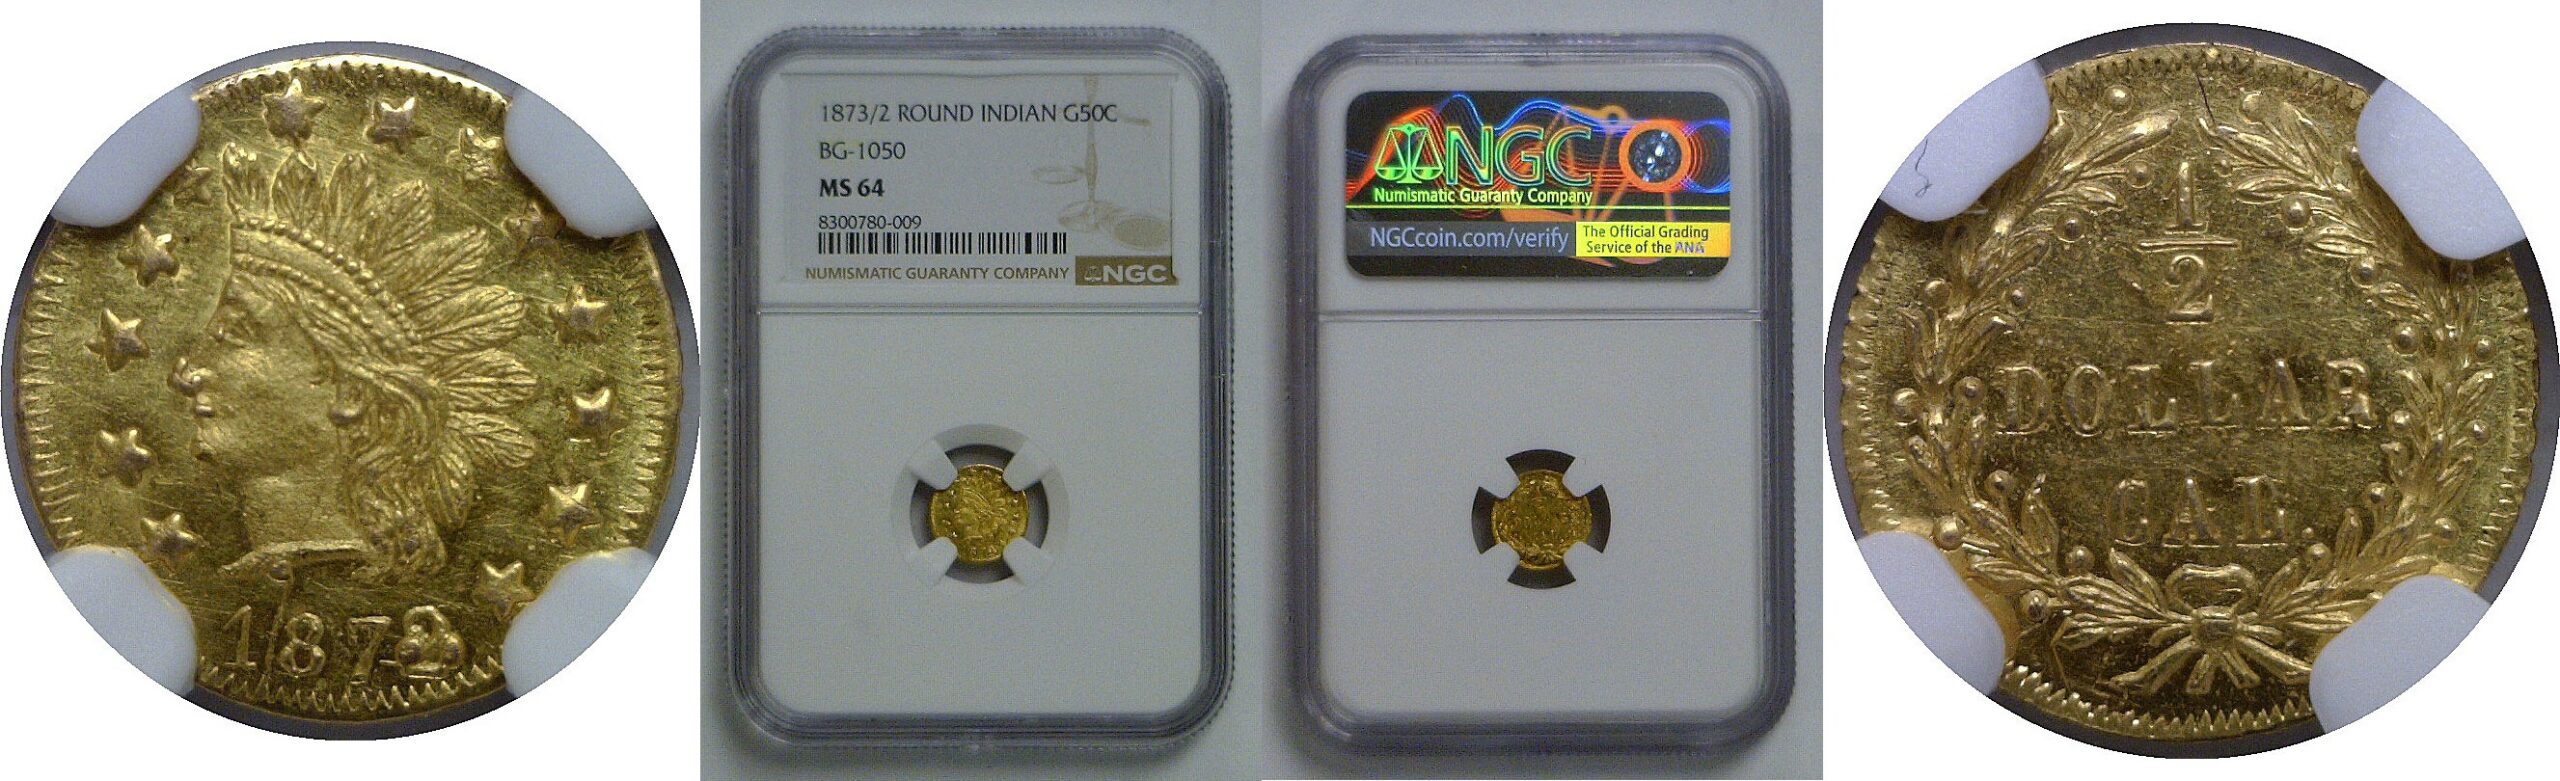 1873
1873/2 ROUND INDIAN G50C
BG-1050
MS 64
8300780-009
NUMISMATIC GUARANTY COMPANY NGC
NGC
Numismatic Guaranty Company
NGCcoin.com/verify
The Official Grading
Service of the ANA
1
2
DOLLAR
CAL.